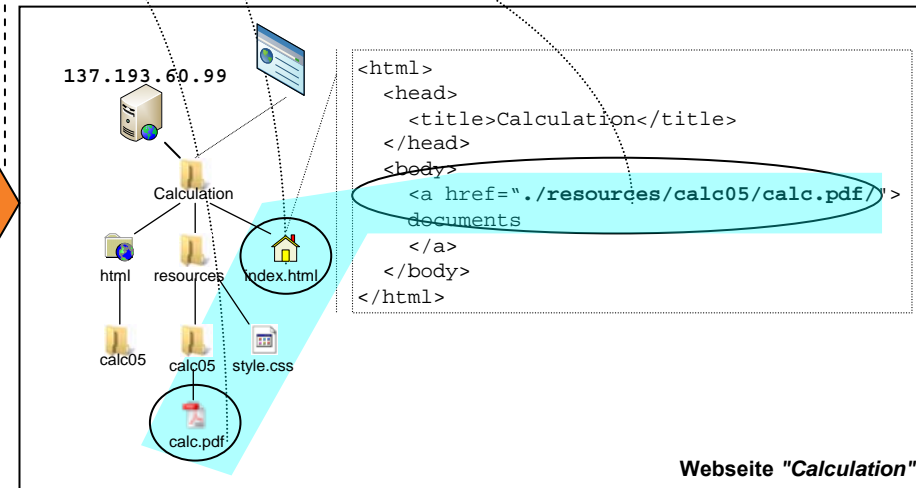 137.193.60.99
Calculation
html
resources
index.html
calc05
calc05
style.css
calc.pdf
<html>
<head>
<title>Calculation</title>
</head>
<body>
<a href=“./resources/calc05/calc.pdf/">
documents
</a>
</body>
</html>
Webseite "Calculation"